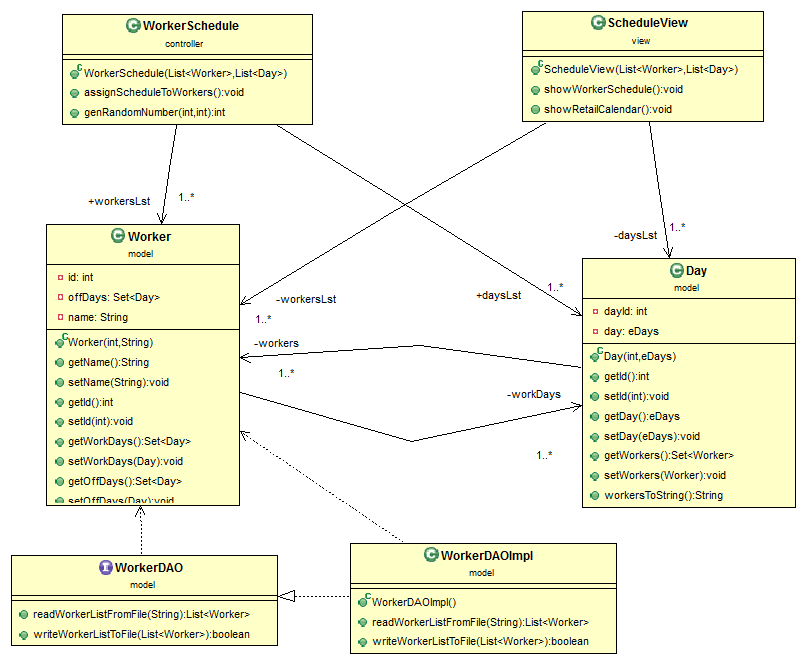 WorkerSchedule
controller
WorkerSchedule(List<Worker>,List<Day>)
assignScheduleToWorkers():void
genRandomNumber(int,int):int
ScheduleView
view
ScheduleView(List<Worker>,List<Day>)
showWorkerSchedule():void
showRetailCalendar():void
+workersLst
1..*
-daysLst
1..*
-workersLst
1..*
+daysLst
1..*
-workers
1..*
-workDays
1..*
Worker
model
id: int
offDays: Set<Day>
name: String
Worker(int,String)
getName():String
setName(String):void
getId():int
setId(int):void
getWorkDays():Set<Day>
setWorkDays(Day):void
getOffDays():Set<Day>
setOffDays(Day):void
Day
model
dayId: int
day: eDays
Day(int,eDays)
getId():int
setId(int):void
getDay():eDays
setDay(eDays):void
getWorkers():Set<Worker>
setWorkers(Worker):void
workersToString():String
WorkerDAO
model
readWorkerListFromFile(String):List<Worker>
writeWorkerListToFile(List<Worker>):boolean
WorkerDAOImpl
model
WorkerDAOImpl()
readWorkerListFromFile(String):List<Worker>
writeWorkerListToFile(List<Worker>):boolean